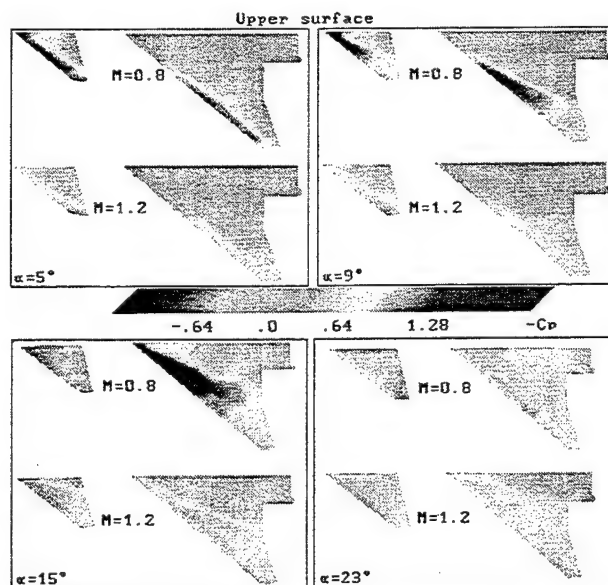 Upper surface
M=0.8
M=0.8
M=1.2
M=1.2
α=5°
α=9°
-.64 .0 .64 1.28 -Cp
M=0.8
M=0.8
M=1.2
M=1.2
α=15°
α=23°